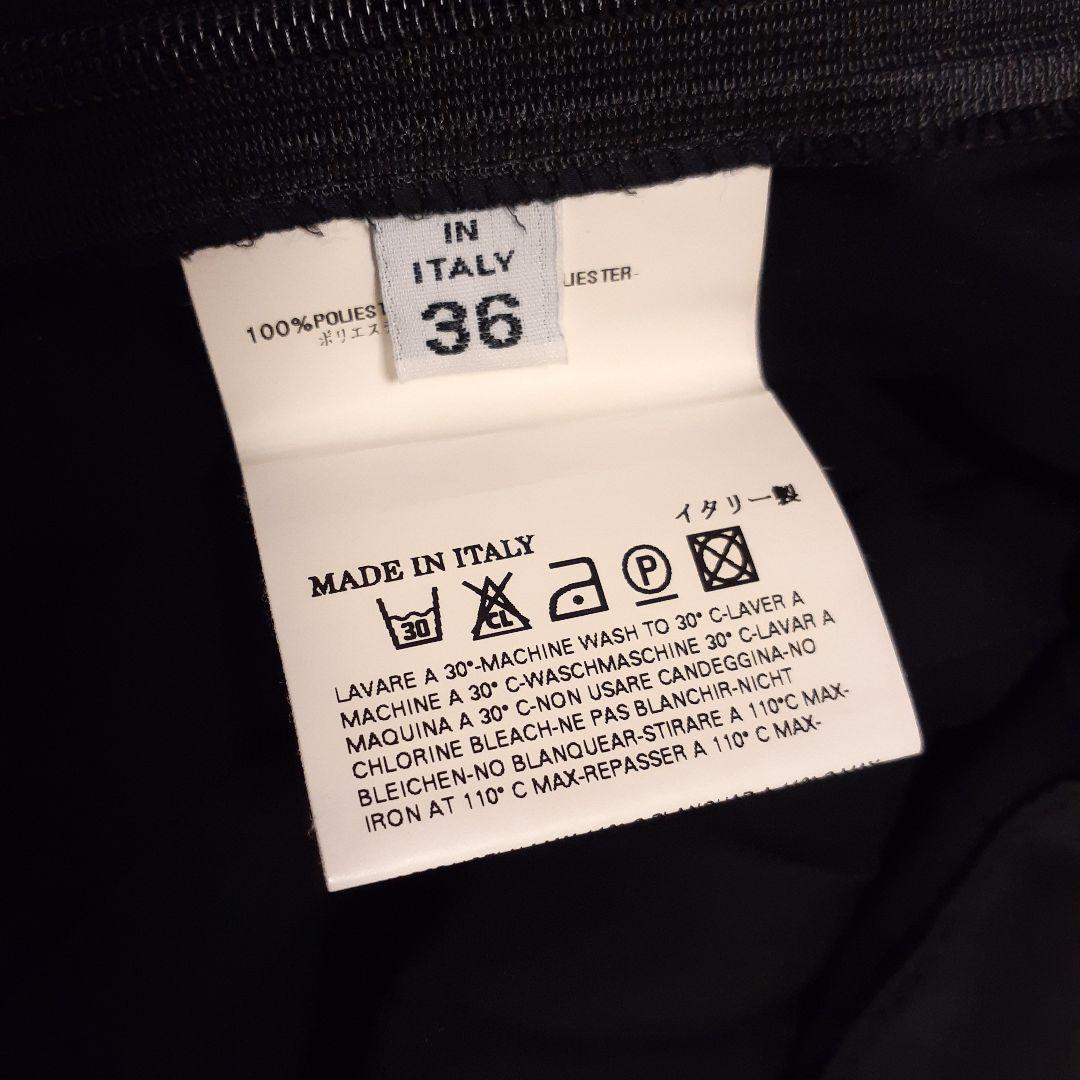 IN
ITALY
36
100%POLIEST
LIESTER-
ポリエス
イタリー製
MADE IN ITALY
30
CL
P
LAVARE A 30°-MACHINE WASH TO 30° C-LAVER A
MACHINE A 30° C-WASCHMASCHINE 30° C-LAVAR A
MAQUINA A 30° C-NON USARE CANDEGGINA-NO
CHLORINE BLEACH-NE PAS BLANCHIR-NICHT
BLEICHEN-NO BLANQUEAR-STIRARE A 110°C MAX-
IRON AT 110° C MAX-REPASSER A 110° C MAX-